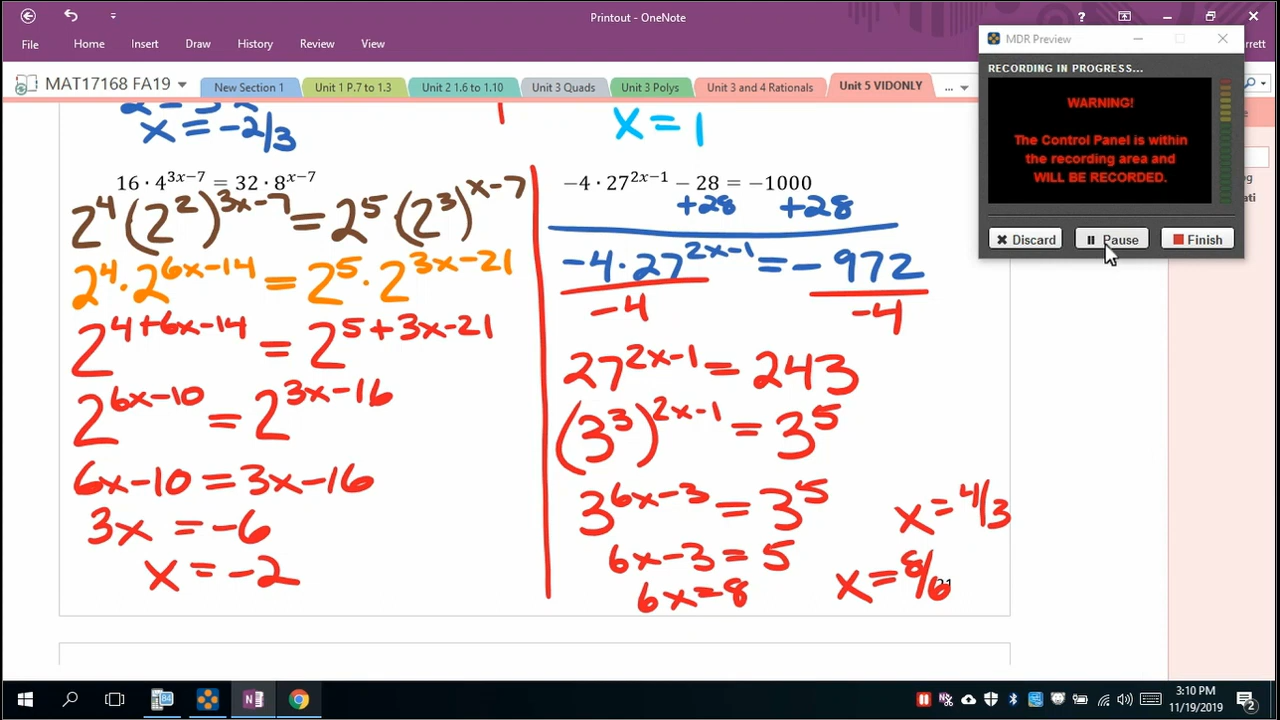 Printout - OneNote
?
rrett
File Home Insert Draw History Review View
MAT17168 FA19
New Section 1
Unit 1 P.7 to 1.3
Unit 2 1.6 to 1.10
Unit 3 Quads
Unit 3 Polys
Unit 3 and 4 Rationals
Unit 5 VIDONLY
...
MDR Preview
RECORDING IN PROGRESS...
WARNING!
The Control Panel is within
the recording area and
WILL BE RECORDED.
Discard
Pause
Finish
x = -2/3
16 · 4^{3x-7} = 32 · 8^{x-7}
2^4 (2^2)^{3x-7} = 2^5 · (2^3)^{x-7}
2^4 · 2^{6x-14} = 2^5 · 2^{3x-21}
2^{4+6x-14} = 2^{5+3x-21}
2^{6x-10} = 2^{3x-16}
6x-10 = 3x-16
3x = -6
x = -2
x = 1
-4 · 27^{2x-1} - 28 = -1000
+28 +28
-4 · 27^{2x-1} = -972
-4 -4
27^{2x-1} = 243
(3^3)^{2x-1} = 3^5
3^{6x-3} = 3^5
6x-3 = 5
6x = 8
x = 8/6
x = 4/3
3:10 PM
11/19/2019
2